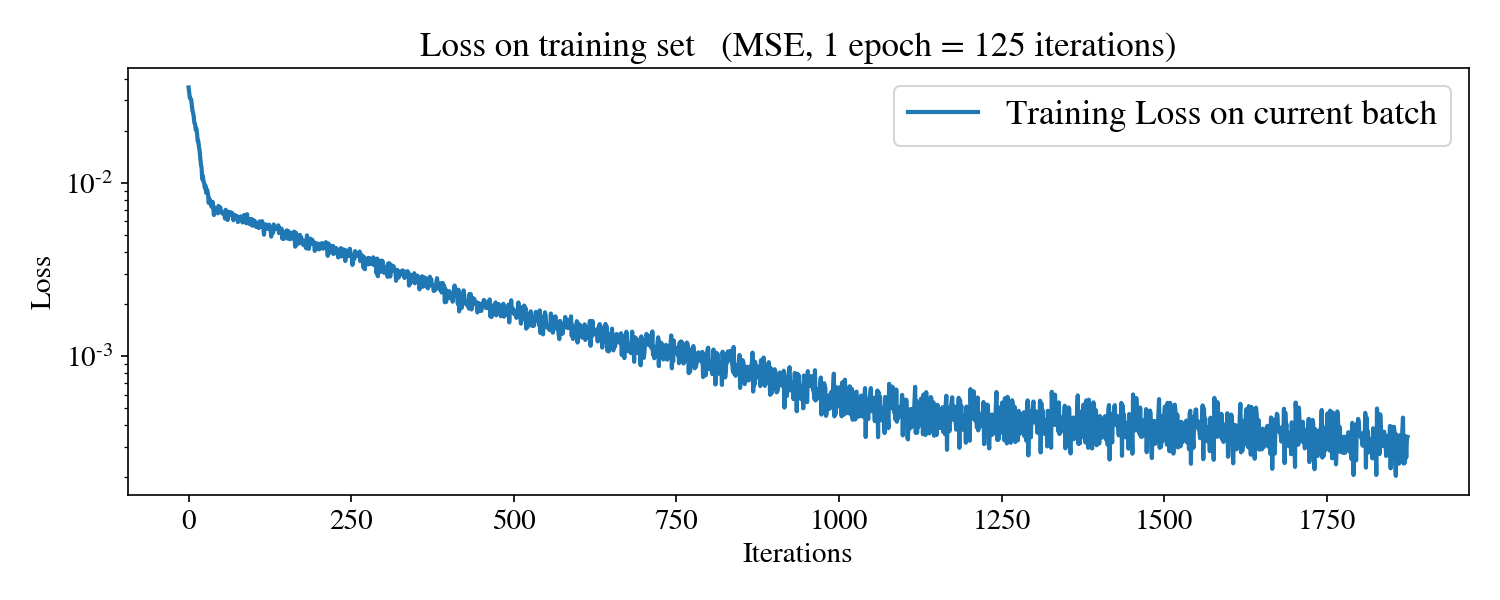 Loss on training set (MSE, 1 epoch = 125 iterations)
Training Loss on current batch
10-2
10-3
Loss
0 250 500 750 1000 1250 1500 1750
Iterations